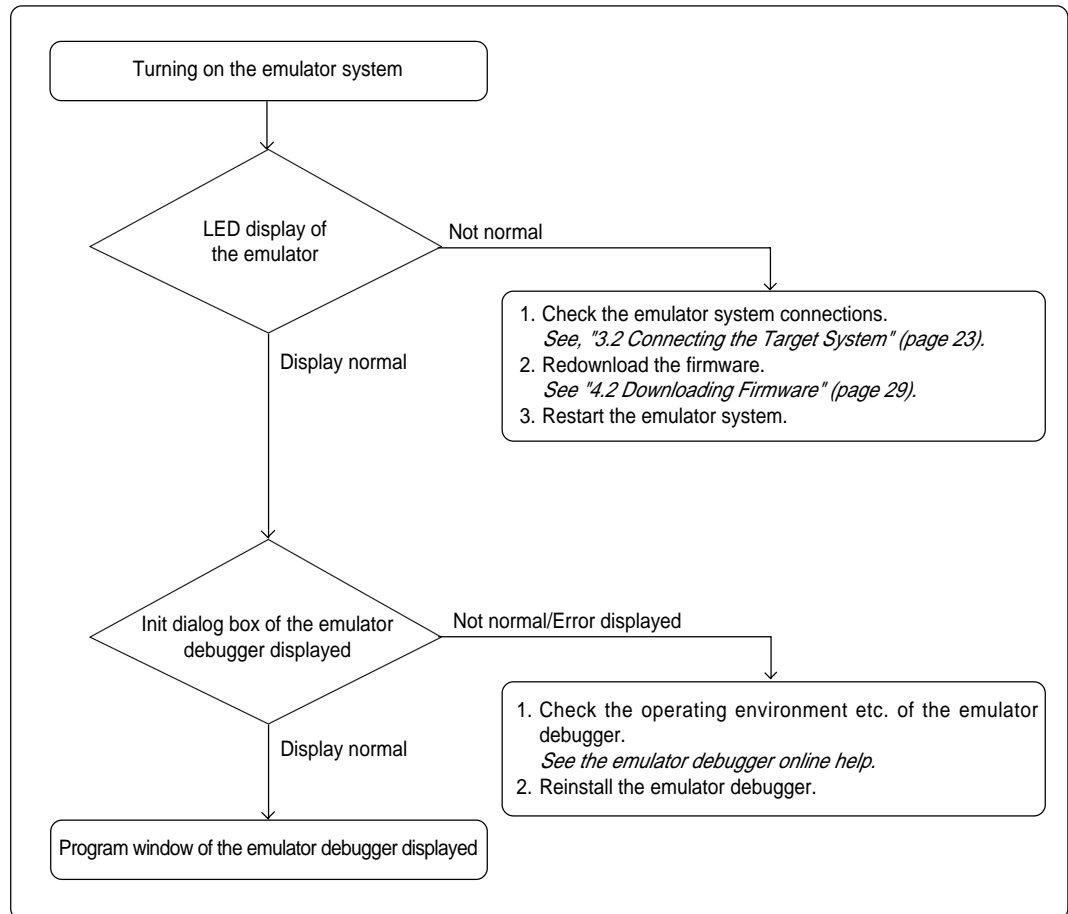 Turning on the emulator system
LED display of
the emulator
Not normal
1. Check the emulator system connections.
See, "3.2 Connecting the Target System" (page 23).
2. Redownload the firmware.
See "4.2 Downloading Firmware" (page 29).
3. Restart the emulator system.
Display normal
Init dialog box of the emulator
debugger displayed
Not normal/Error displayed
1. Check the operating environment etc. of the emulator
debugger.
See the emulator debugger online help.
2. Reinstall the emulator debugger.
Display normal
Program window of the emulator debugger displayed